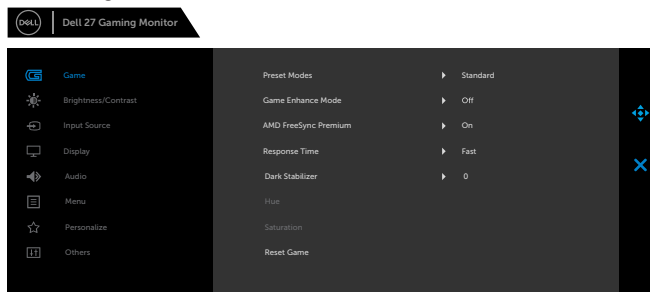 DELL
Dell 27 Gaming Monitor
Game
Preset Modes
Standard
Brightness/Contrast
Game Enhance Mode
Off
Input Source
AMD FreeSync Premium
On
Display
Response Time
Fast
Audio
Dark Stabilizer
0
Menu
Hue
Personalize
Saturation
Others
Reset Game